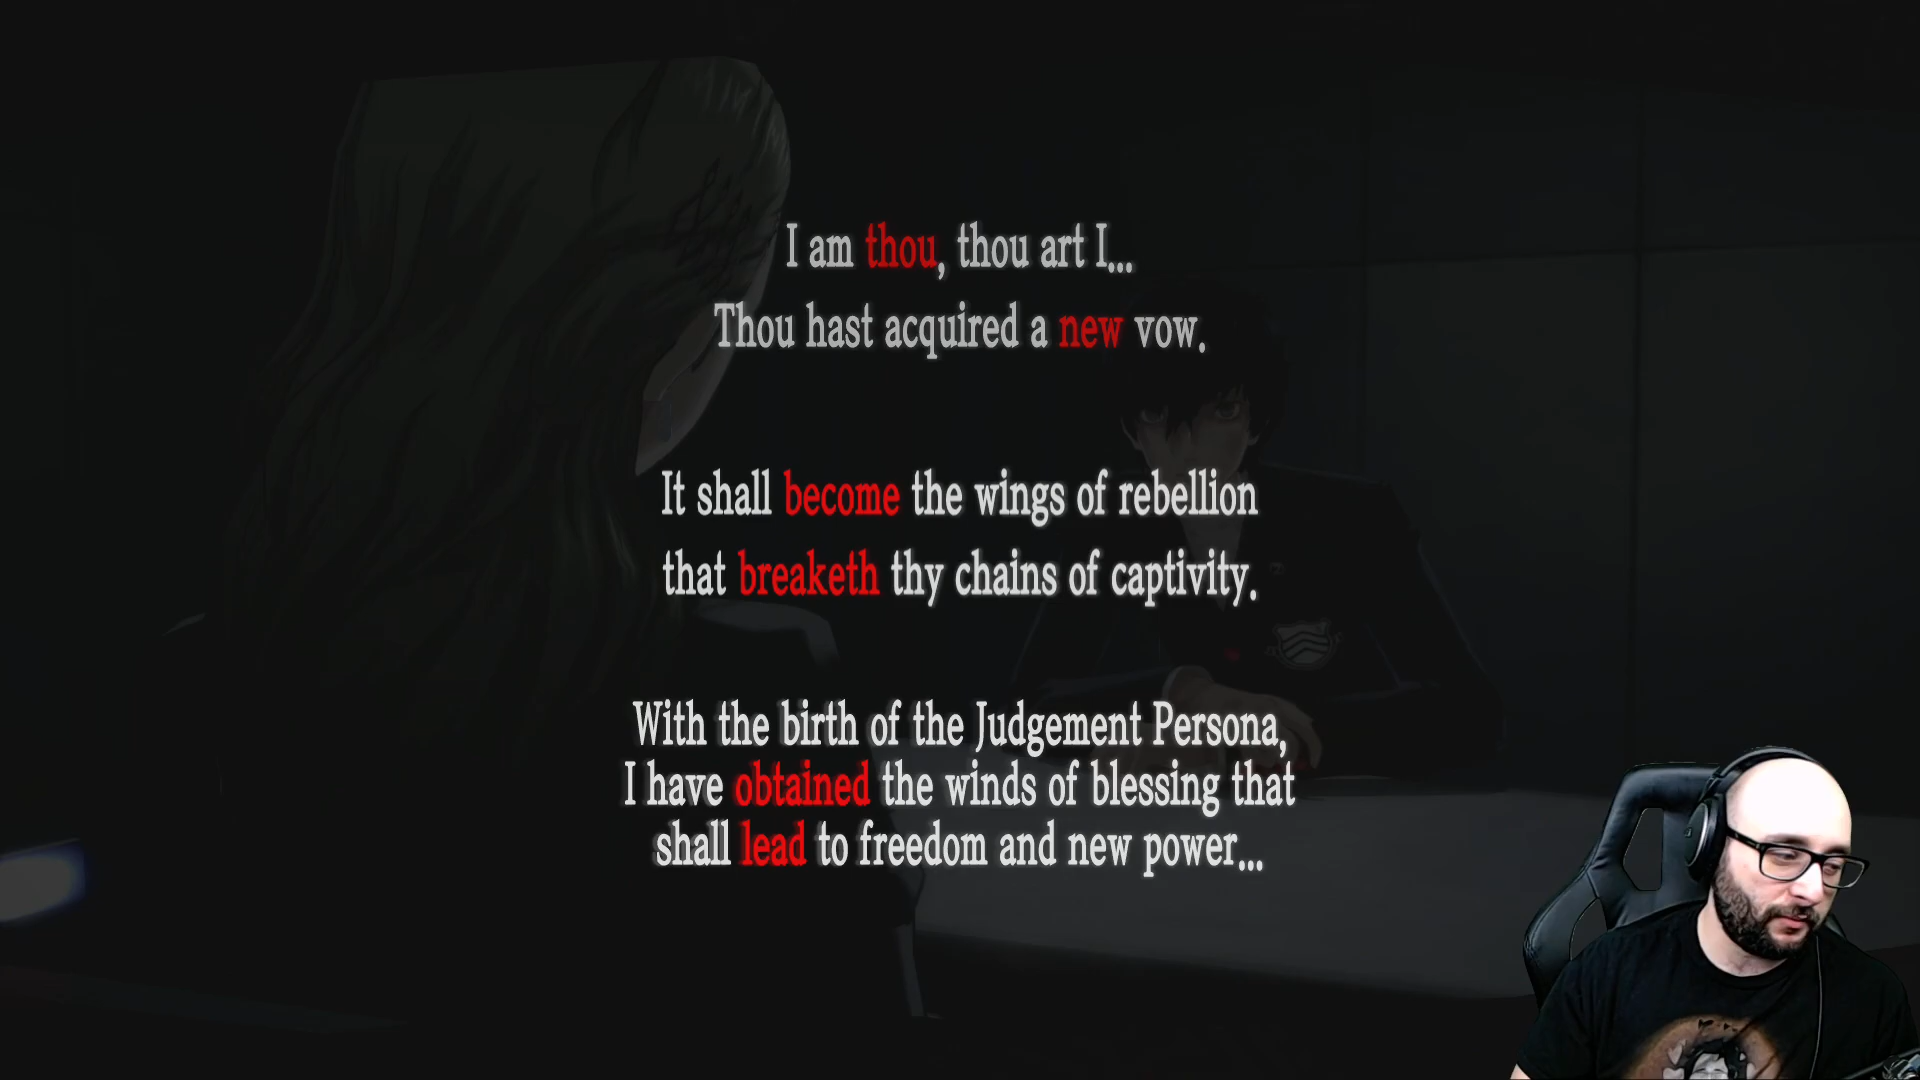 I am thou, thou art I...
Thou hast acquired a new vow.
It shall become the wings of rebellion
that breaketh thy chains of captivity.
With the birth of the Judgement Persona,
I have obtained the winds of blessing that
shall lead to freedom and new power...